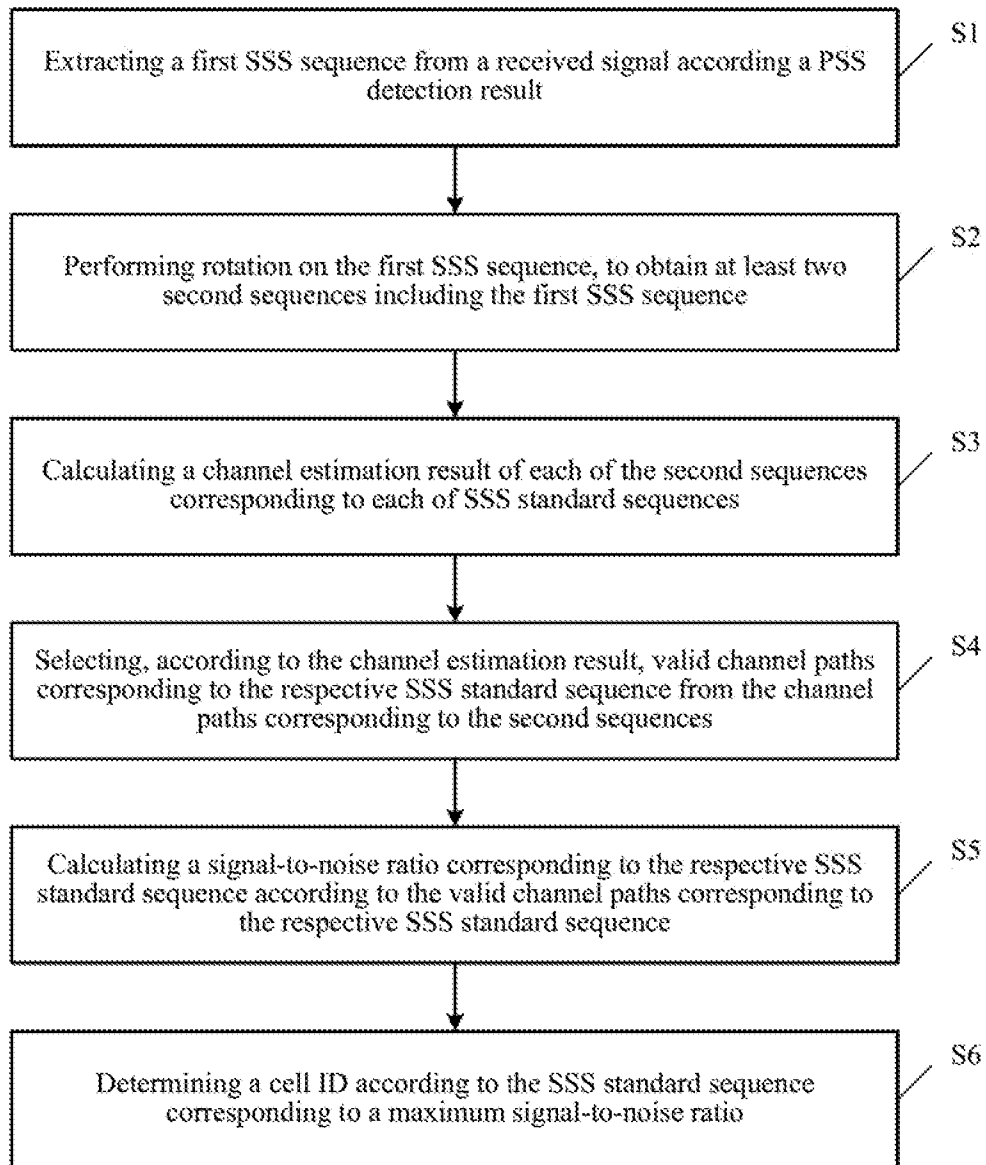 S1
Extracting a first SSS sequence from a received signal according a PSS
detection result
S2
Performing rotation on the first SSS sequence, to obtain at least two
second sequences including the first SSS sequence
S3
Calculating a channel estimation result of each of the second sequences
corresponding to each of SSS standard sequences
S4
Selecting, according to the channel estimation result, valid channel paths
corresponding to the respective SSS standard sequence from the channel
paths corresponding to the second sequences
S5
Calculating a signal-to-noise ratio corresponding to the respective SSS
standard sequence according to the valid channel paths corresponding to
the respective SSS standard sequence
S6
Determining a cell ID according to the SSS standard sequence
corresponding to a maximum signal-to-noise ratio